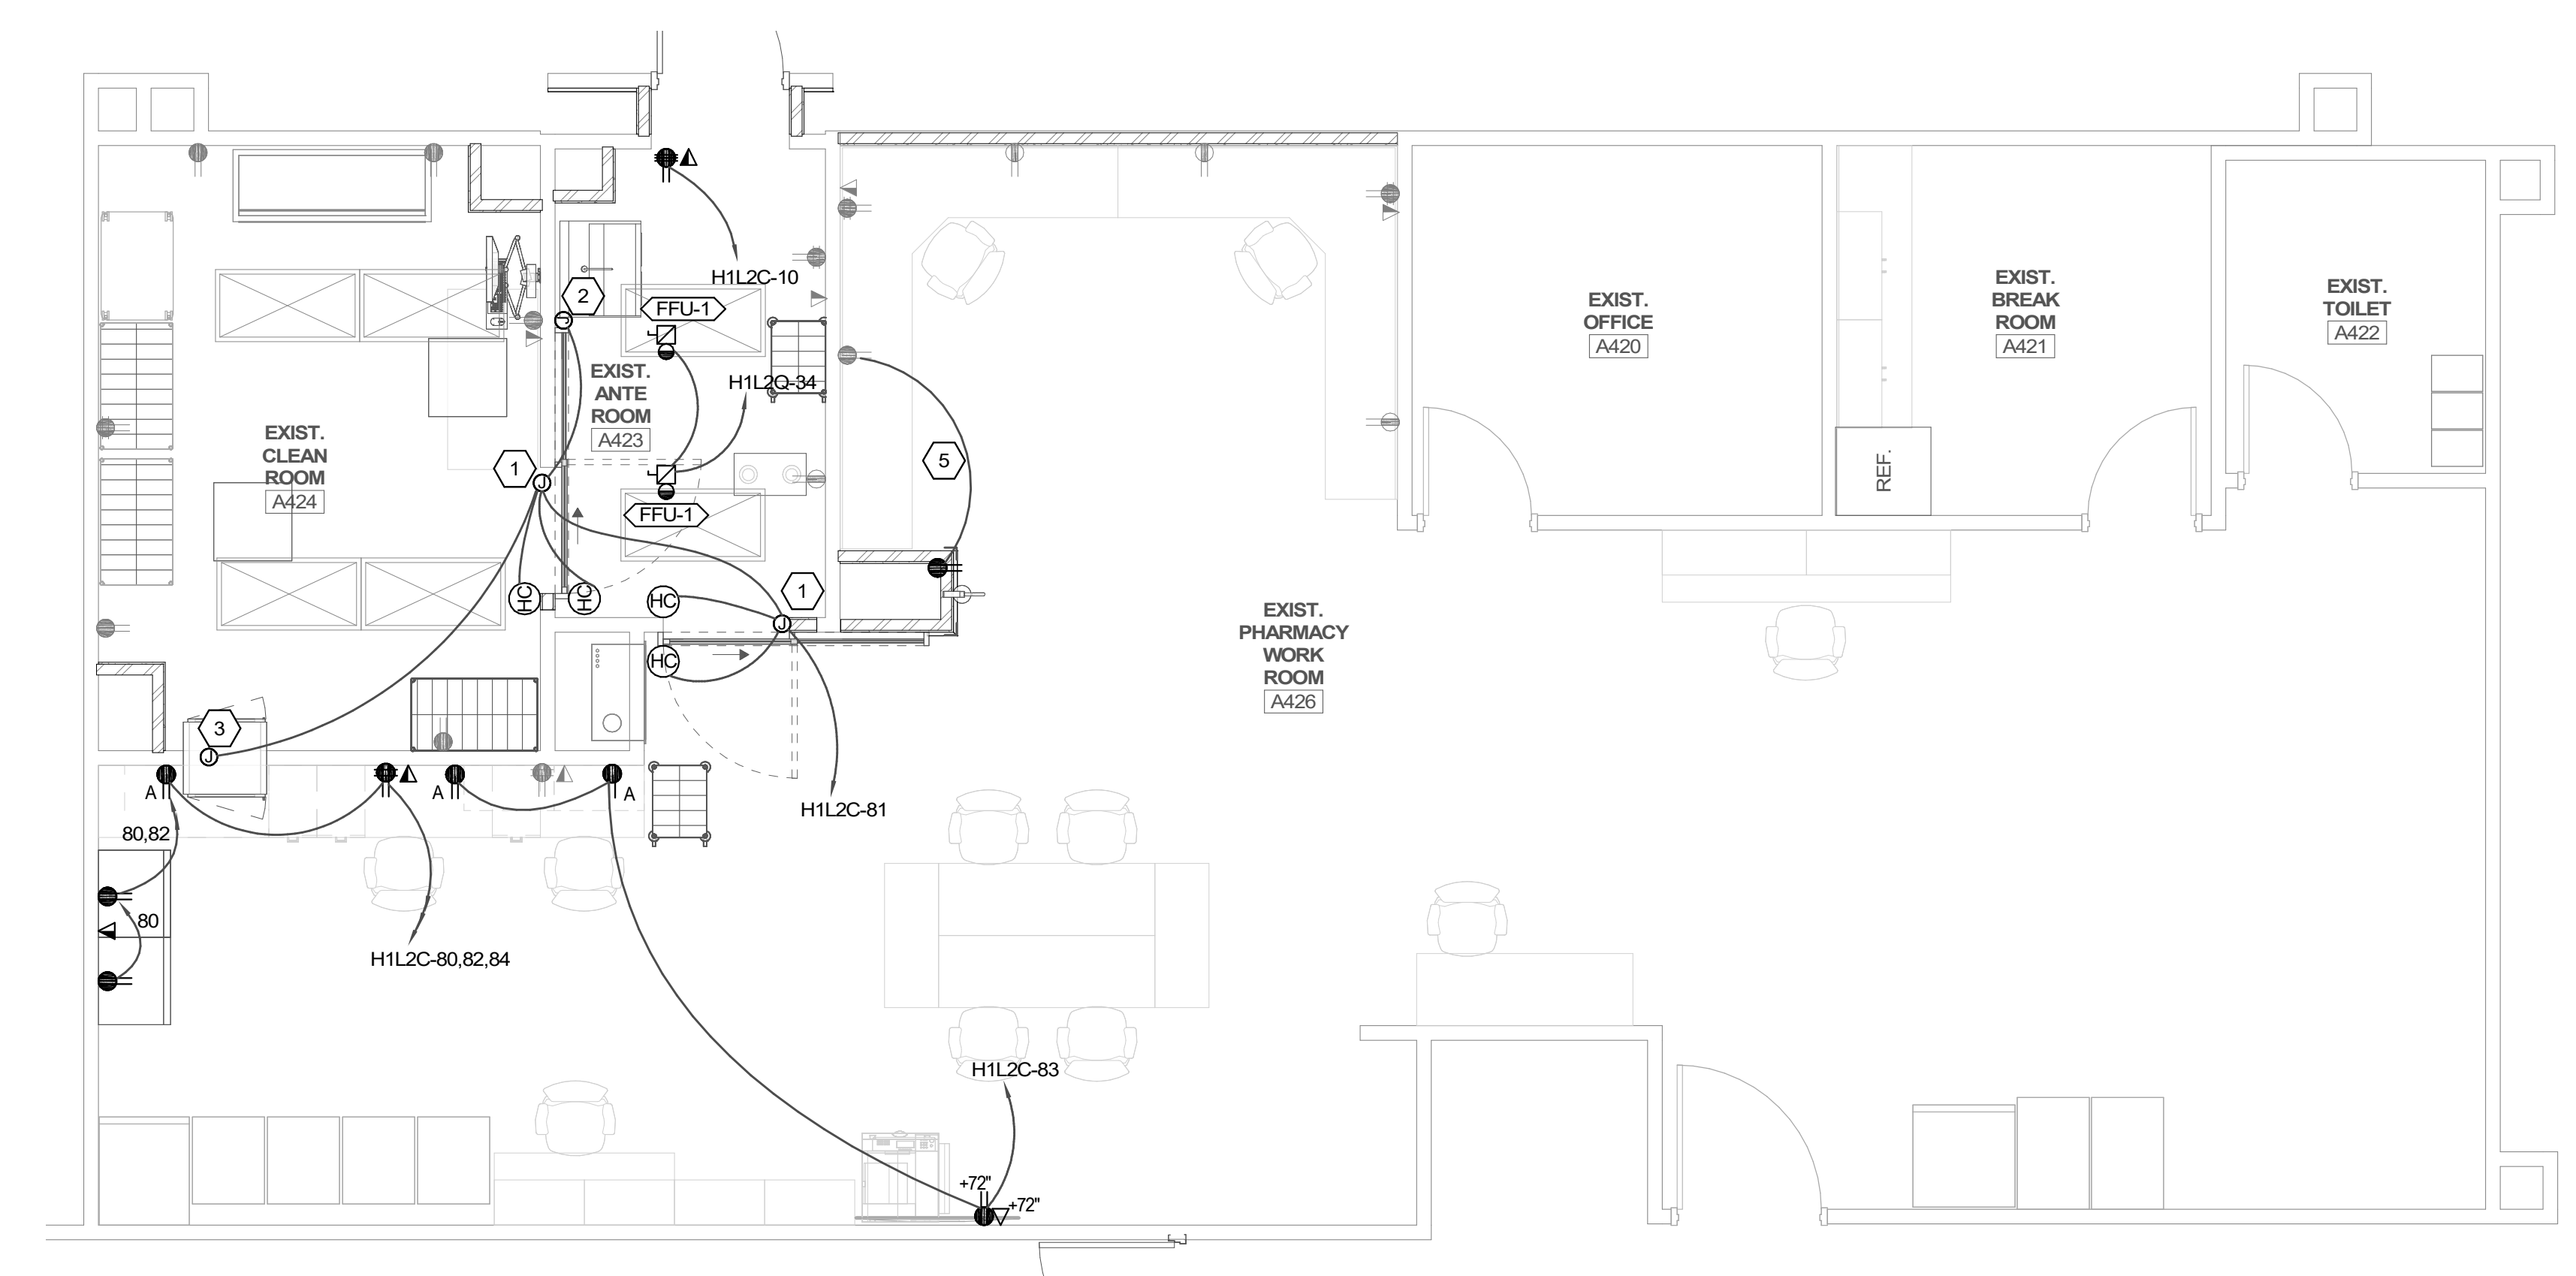 H1L2C-10
2
FFU-1
EXIST.
ANTE
ROOM
A423
H1L2Q-34
1
J
J
FFU-1
EXIST.
CLEAN
ROOM
A424
5
HC
HC
HC
HC
1
J
3
J
H1L2C-81
A
A
A
80,82
80
H1L2C-80,82,84
EXIST.
OFFICE
A420
EXIST.
BREAK
ROOM
A421
REF.
EXIST.
TOILET
A422
EXIST.
PHARMACY
WORK
ROOM
A426
H1L2C-83
+72"
+72"